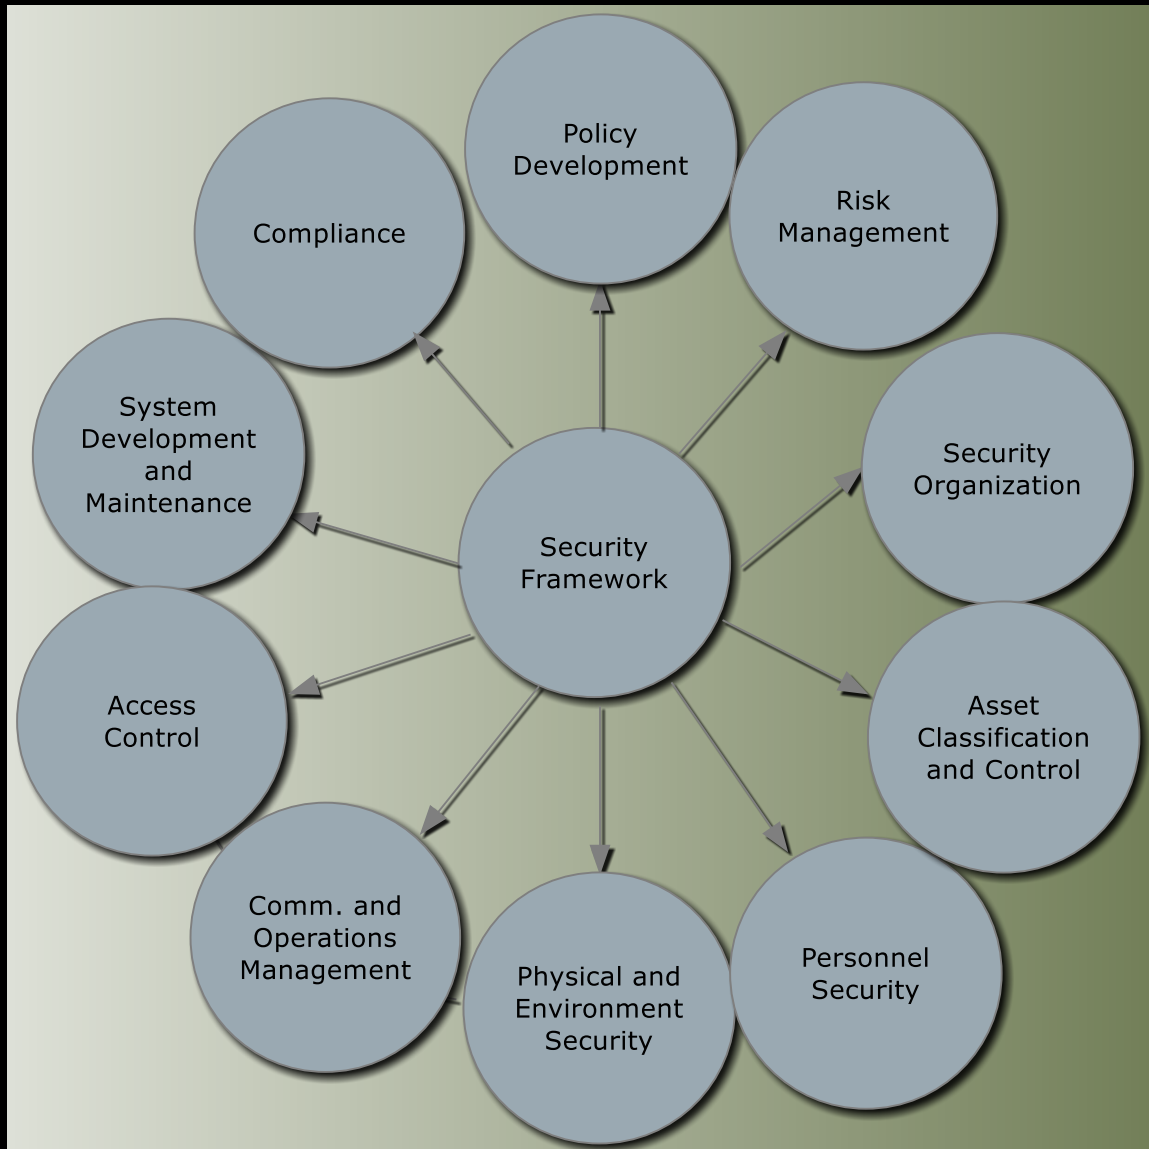 Policy
Development
Risk
Management
Compliance
Security
Organization
System
Development
and
Maintenance
Security
Framework
Asset
Classification
and Control
Access
Control
Personnel
Security
Comm. and
Operations
Management
Physical and
Environment
Security